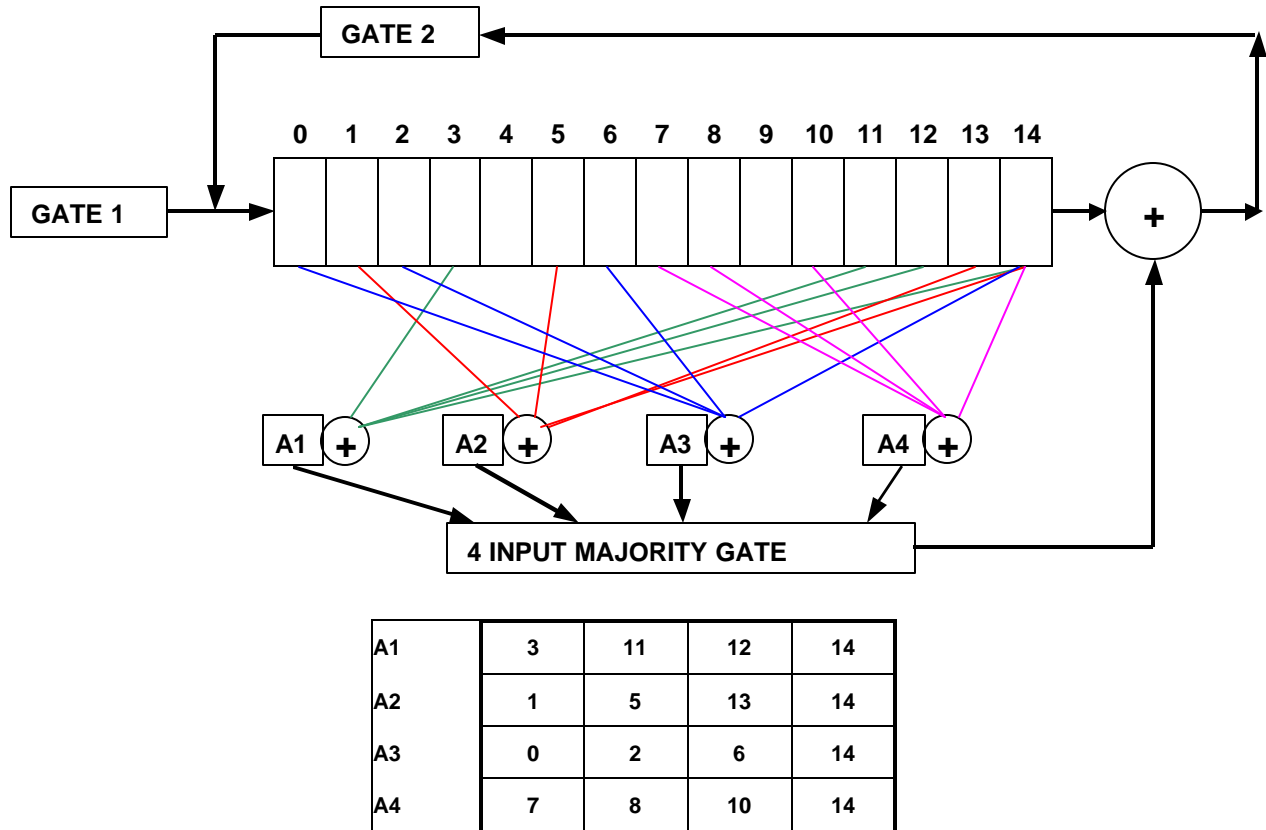 GATE 2
0 1 2 3 4 5 6 7 8 9 10 11 12 13 14
GATE 1
+
A1 + A2 + A3 + A4 +
4 INPUT MAJORITY GATE
A1 3 11 12 14
A2 1 5 13 14
A3 0 2 6 14
A4 7 8 10 14